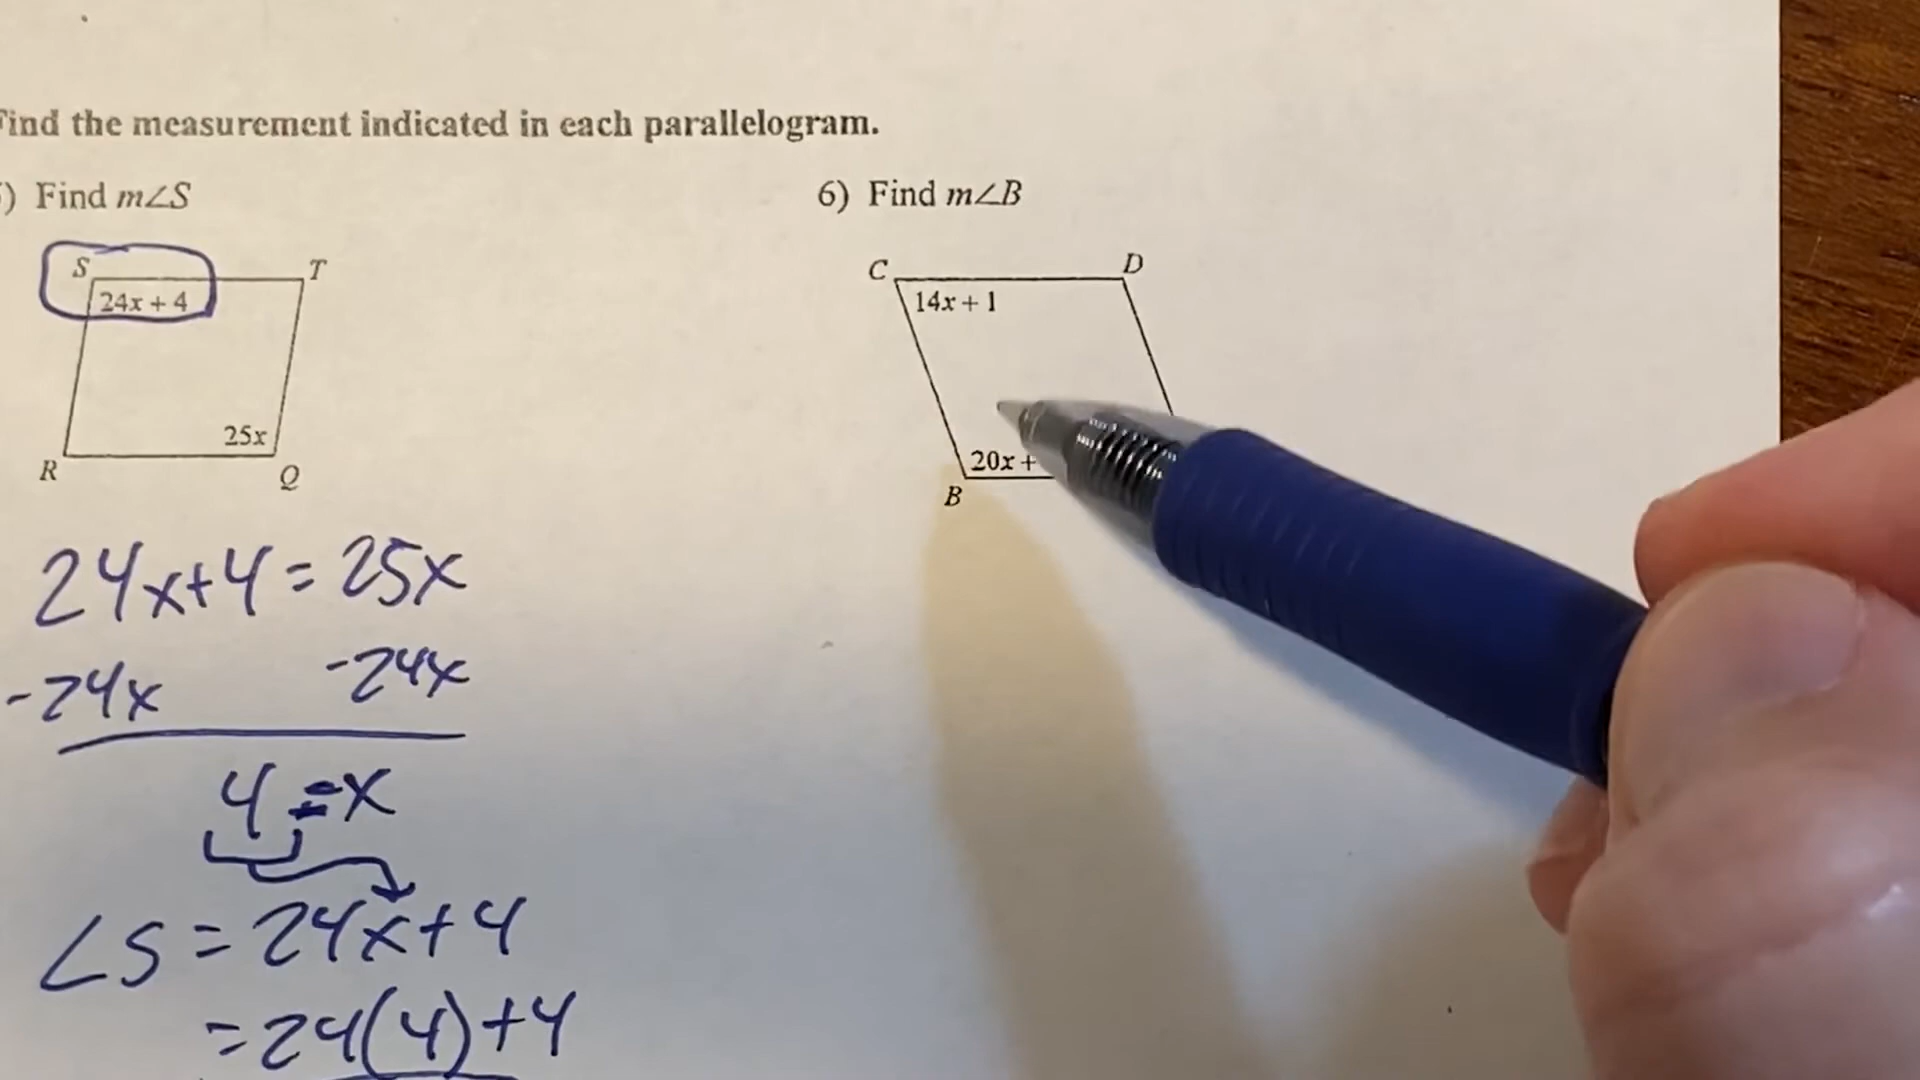 Find the measurement indicated in each parallelogram.
) Find m∠S
S
T
24x + 4
25x
R
Q
24x+4=25x
-24x -24x
4=x
∠S = 24x+4
= 24(4)+4
6) Find m∠B
C
D
14x + 1
20x +
B